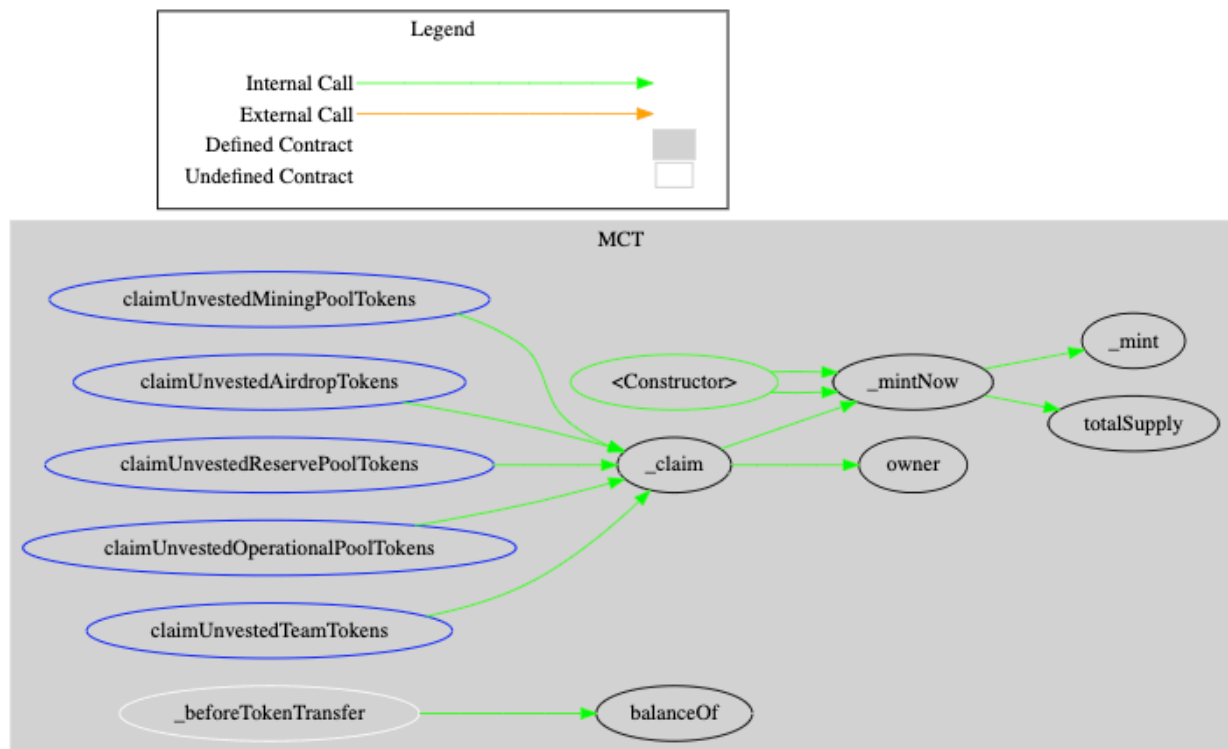 Legend
Internal Call
External Call
Defined Contract
Undefined Contract
MCT
claimUnvestedMiningPoolTokens
claimUnvestedAirdropTokens
claimUnvestedReservePoolTokens
claimUnvestedOperationalPoolTokens
claimUnvestedTeamTokens
_beforeTokenTransfer
<Constructor>
_claim
balanceOf
_mintNow
owner
_mint
totalSupply